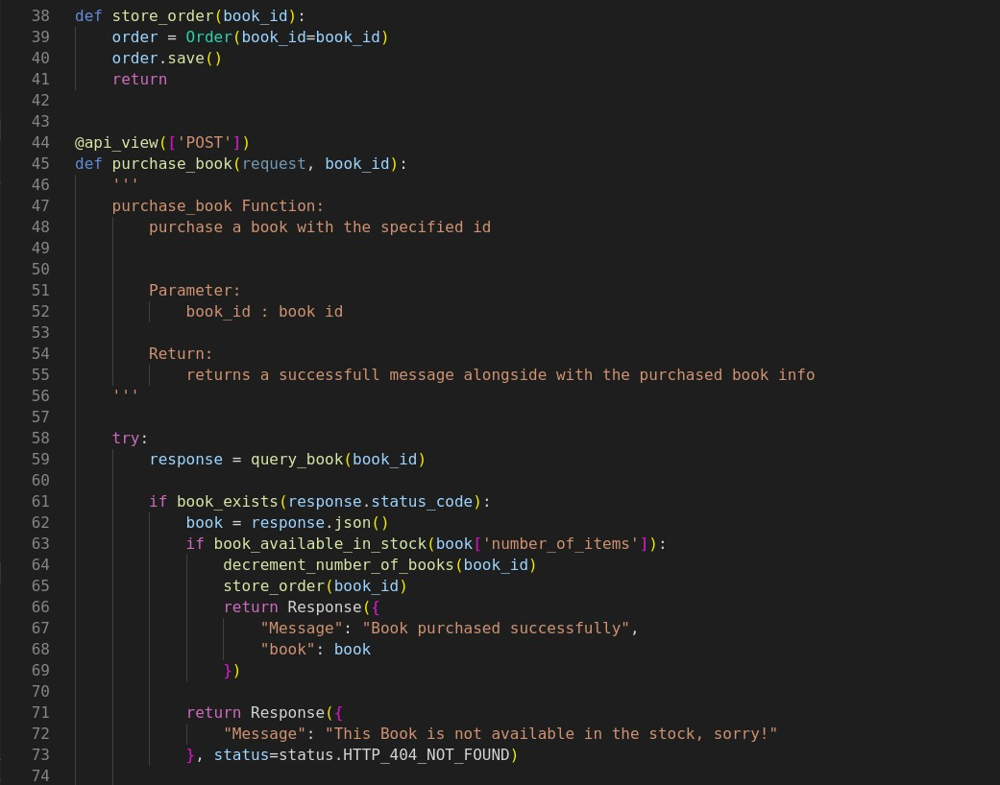 38 def store_order(book_id):
39     order = Order(book_id=book_id)
40     order.save()
41     return
42
43
44 @api_view(['POST'])
45 def purchase_book(request, book_id):
46     '''
47     purchase_book Function:
48         purchase a book with the specified id
49
50
51         Parameter:
52             book_id : book id
53
54         Return:
55             returns a successfull message alongside with the purchased book info
56     '''
57
58     try:
59         response = query_book(book_id)
60
61         if book_exists(response.status_code):
62             book = response.json()
63             if book_available_in_stock(book['number_of_items']):
64                 decrement_number_of_books(book_id)
65                 store_order(book_id)
66                 return Response({
67                     "Message": "Book purchased successfully",
68                     "book": book
69                 })
70
71             return Response({
72                 "Message": "This Book is not available in the stock, sorry!"
73             }, status=status.HTTP_404_NOT_FOUND)
74